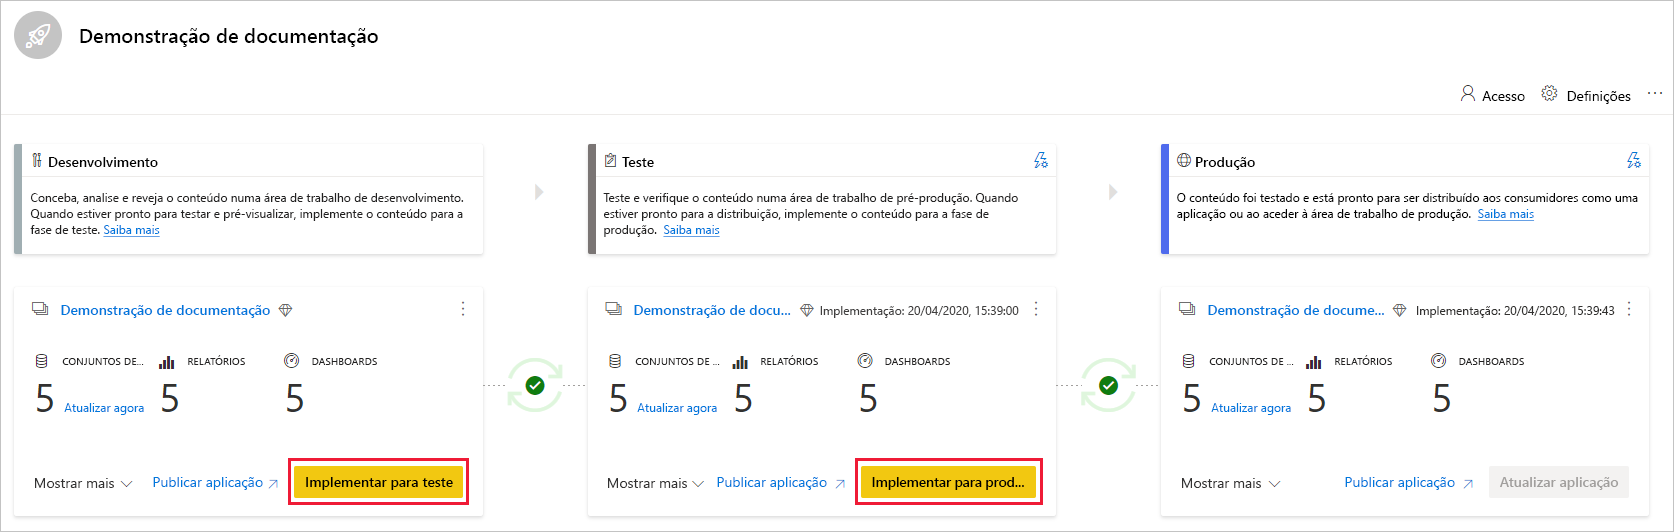 Demonstração de documentação
Acesso
Definições
Desenvolvimento
Conceba, analise e reveja o conteúdo numa área de trabalho de desenvolvimento.
Quando estiver pronto para testar e pré-visualizar, implemente o conteúdo para a
fase de teste. Saiba mais
Teste
Teste e verifique o conteúdo numa área de trabalho de pré-produção. Quando
estiver pronto para a distribuição, implemente o conteúdo para a fase de
produção. Saiba mais
Produção
O conteúdo foi testado e está pronto para ser distribuído aos consumidores como uma
aplicação ou ao aceder à área de trabalho de produção. Saiba mais
Demonstração de documentação
CONJUNTOS DE... RELATÓRIOS DASHBOARDS
5 Atualizar agora 5 5
Mostrar mais Publicar aplicação Implementar para teste
Demonstração de docu... Implementação: 20/04/2020, 15:39:00
CONJUNTOS DE ... RELATÓRIOS DASHBOARDS
5 Atualizar agora 5 5
Mostrar mais Publicar aplicação Implementar para prod...
Demonstração de docume... Implementação: 20/04/2020, 15:39:43
CONJUNTOS DE ... RELATÓRIOS DASHBOARDS
5 Atualizar agora 5 5
Mostrar mais Publicar aplicação Atualizar aplicação